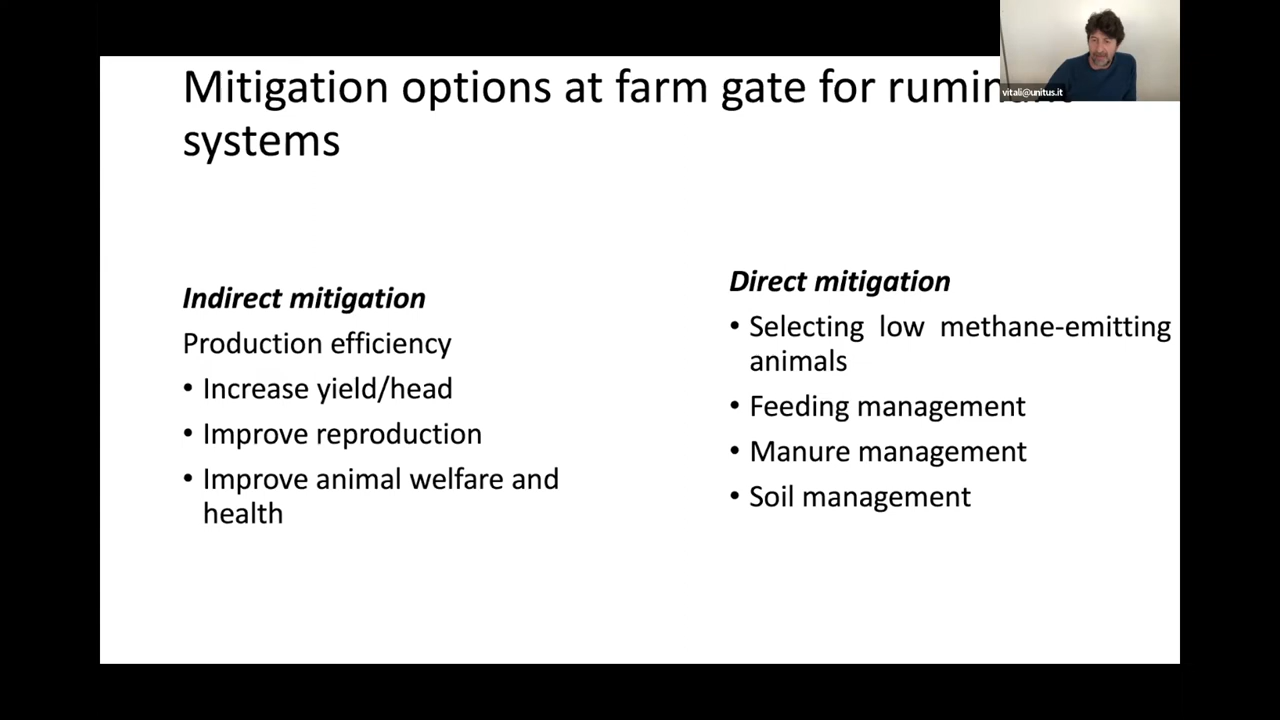 Mitigation options at farm gate for
systems
vitali@unitus.it
Indirect mitigation
Production efficiency
• Increase yield/head
• Improve reproduction
• Improve animal welfare and
health
Direct mitigation
• Selecting low methane-emitting
animals
• Feeding management
• Manure management
• Soil management